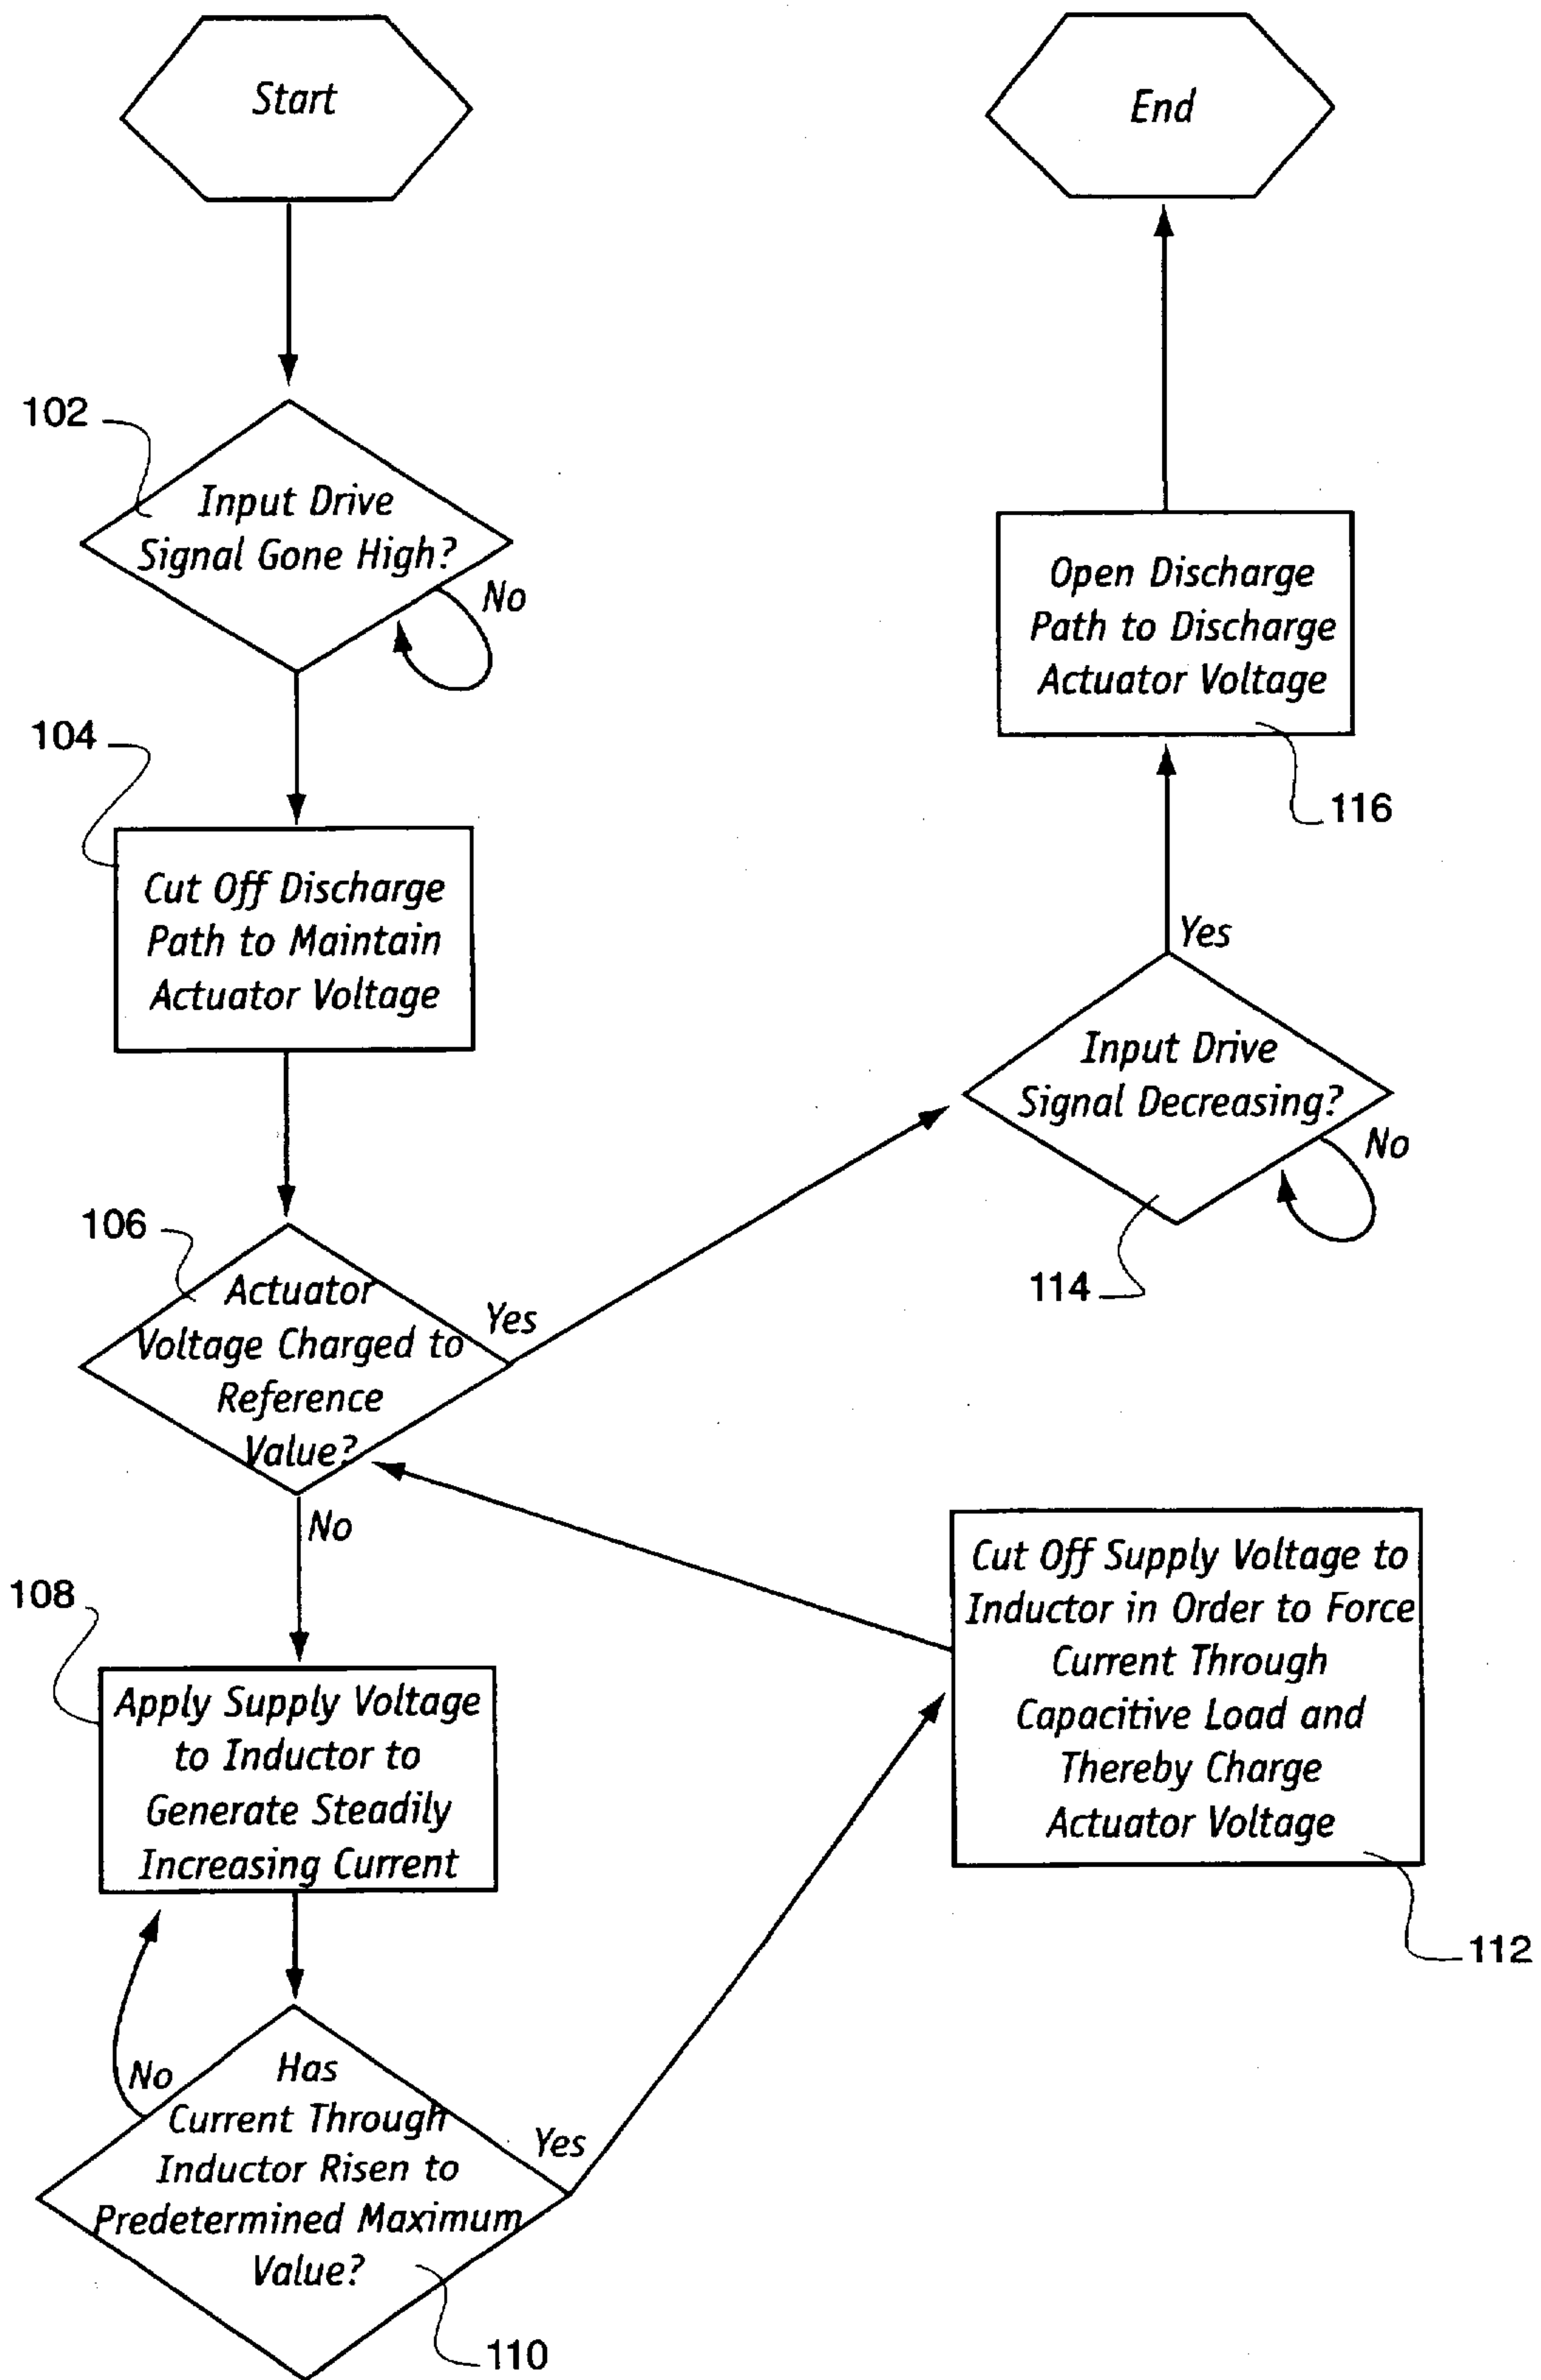 Start
102
Input Drive
Signal Gone High?
No
104
Cut Off Discharge
Path to Maintain
Actuator Voltage
106
Actuator
Voltage Charged to
Reference
Value?
Yes
No
108
Apply Supply Voltage
to Inductor to
Generate Steadily
Increasing Current
No
Has
Current Through
Inductor Risen to
Predetermined Maximum
Value?
Yes
110
Cut Off Supply Voltage to
Inductor in Order to Force
Current Through
Capacitive Load and
Thereby Charge
Actuator Voltage
112
Input Drive
Signal Decreasing?
No
114
Yes
Open Discharge
Path to Discharge
Actuator Voltage
116
End